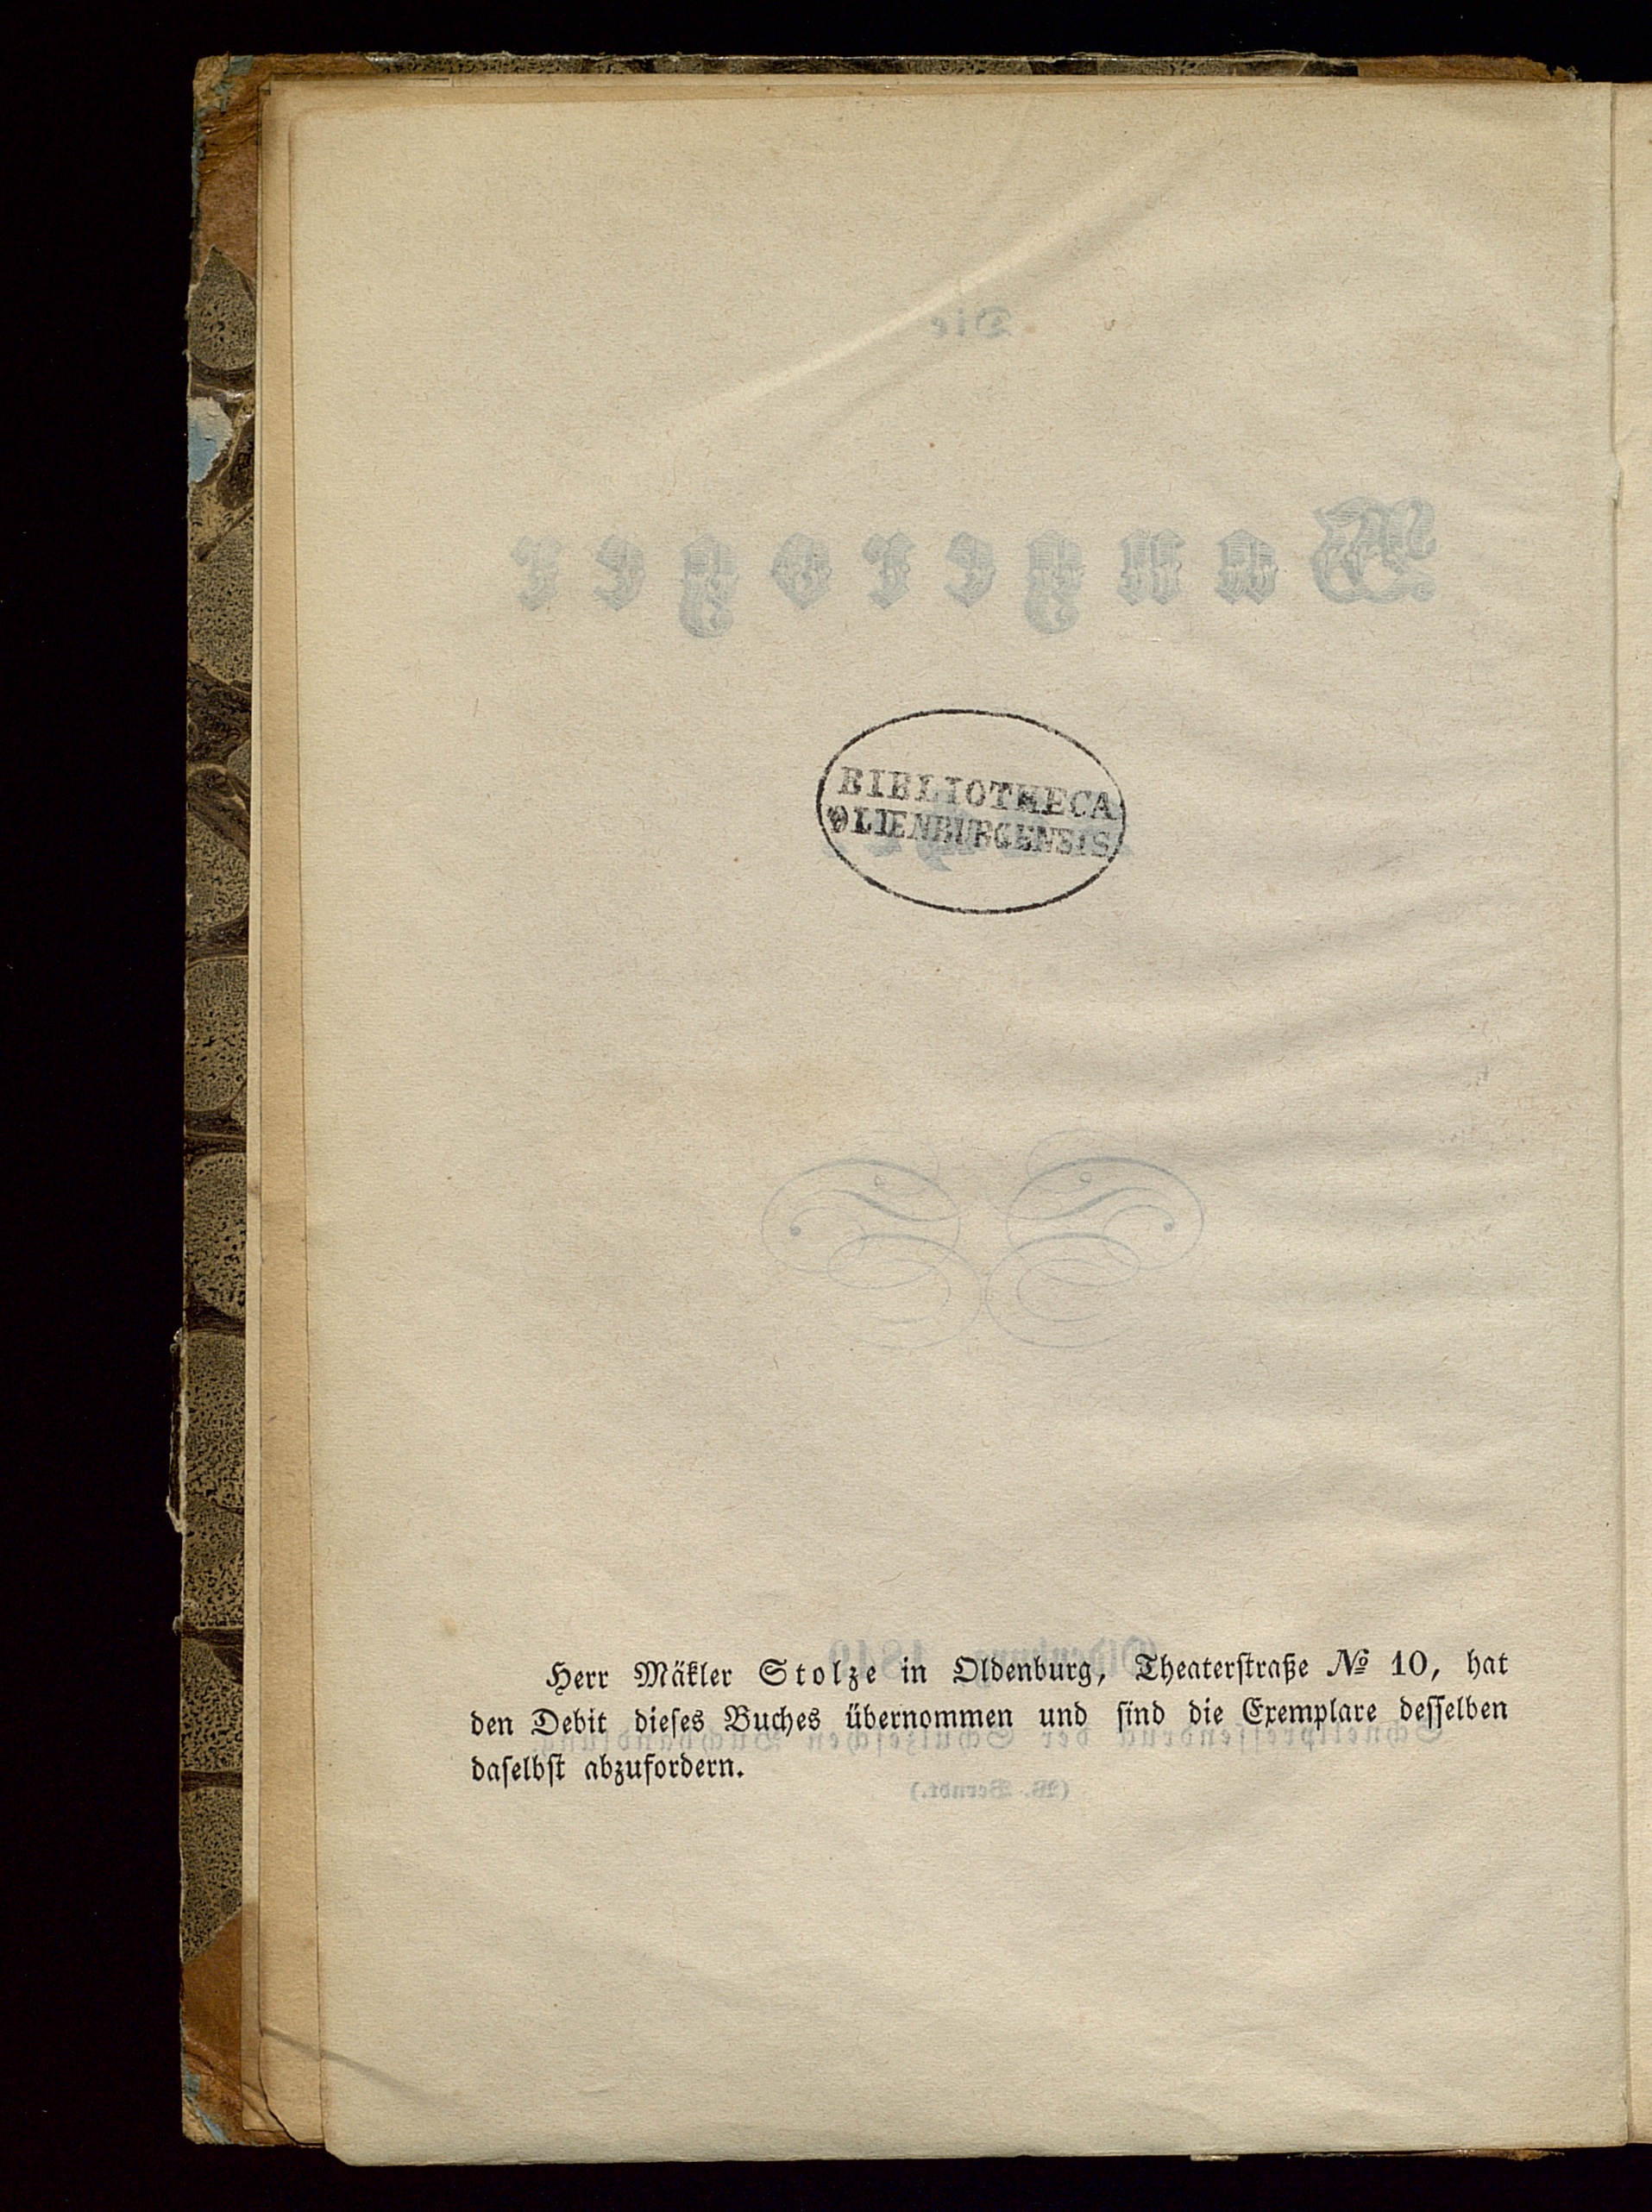 BIBLIOTHECA
OLDENBURGENSIS
Herr Mäkler Stolze in Oldenburg, Theaterstraße № 10, hat
den Debit dieses Buches übernommen und sind die Exemplare desselben
daselbst abzufordern.